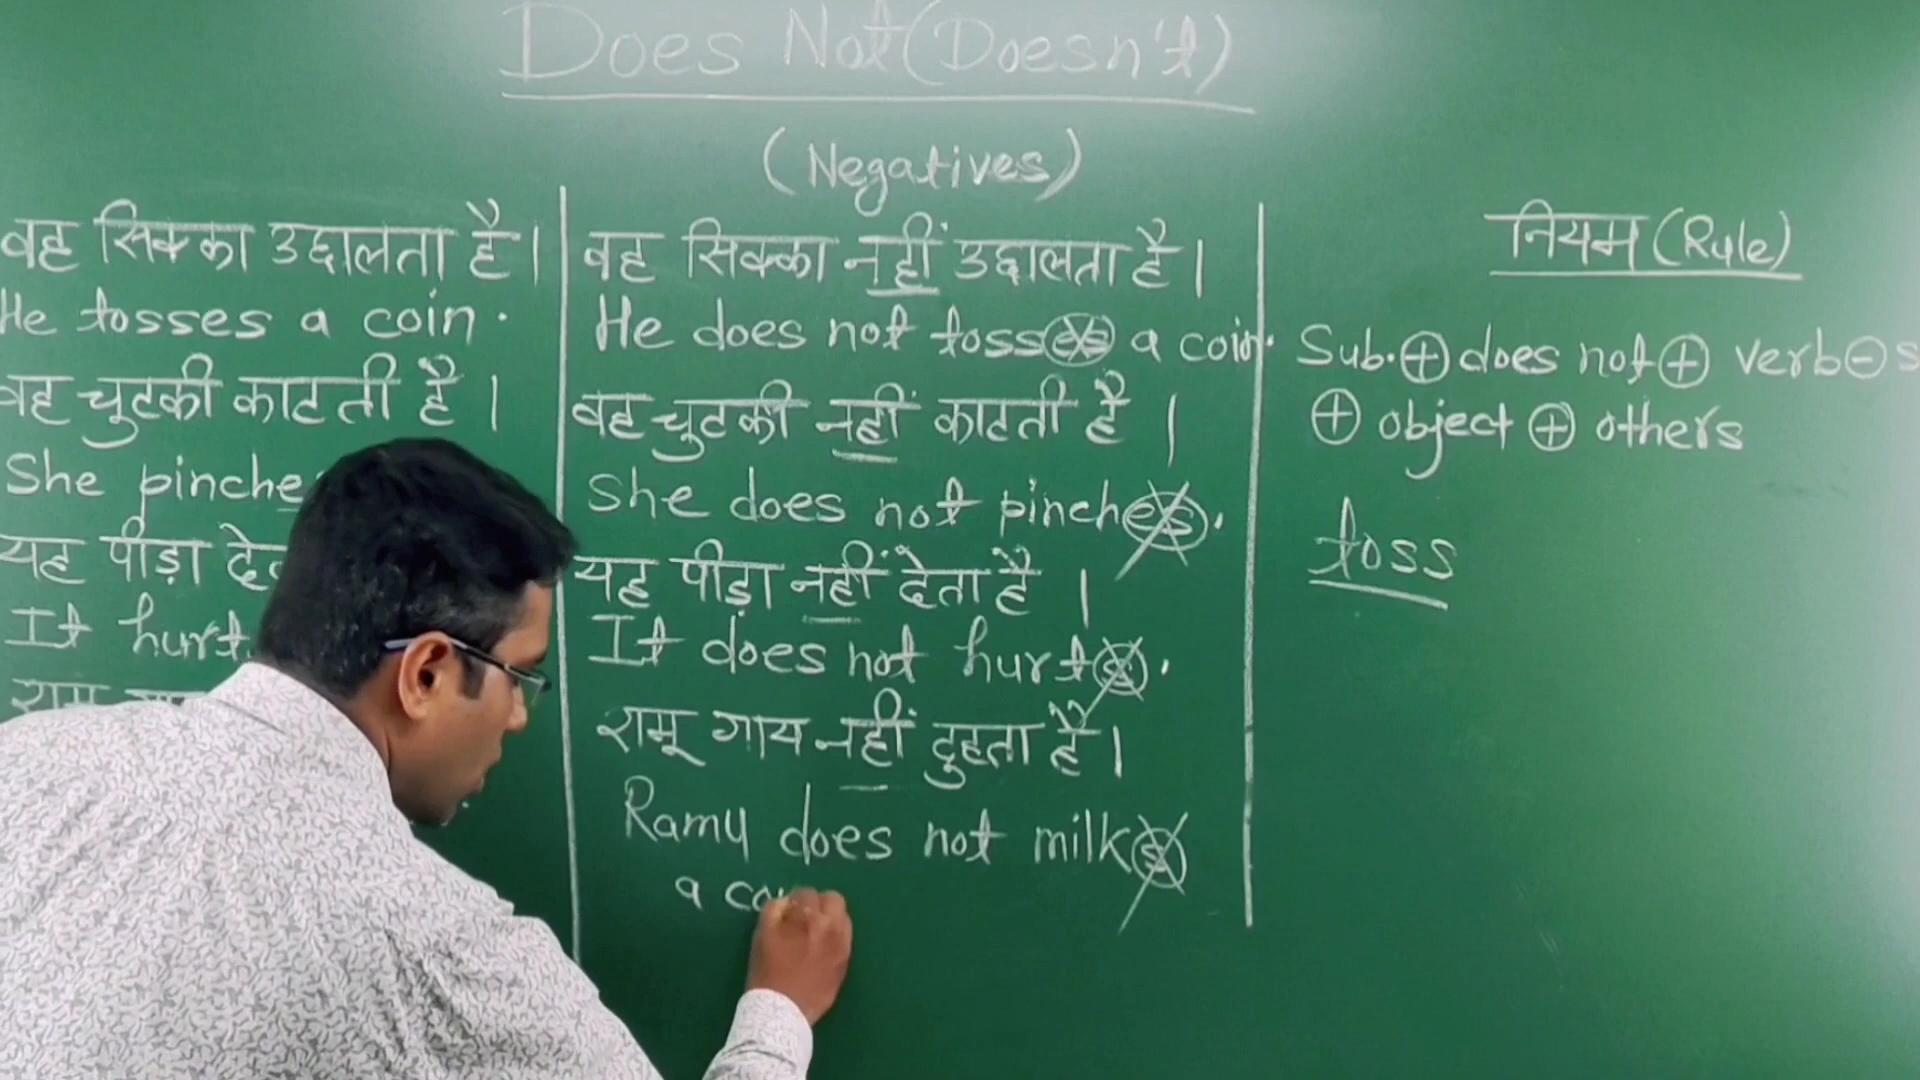 Does Not (Doesn't)
(Negatives)
वह सिक्का उछालता है।
He tosses a coin.
वह चुटकी काटती है।
She pinche
यह पीड़ा
It hurt
वह सिक्का नहीं उछालता है।
He does not tosses a coin.
वह चुटकी नहीं काटती है।
She does not pinches.
यह पीड़ा नहीं देता है।
It does not hurts.
रामू गाय नहीं दुहता है।
Ramu does not milks
a
नियम (Rule)
Sub. + does not + verb - s
+ object + others
toss